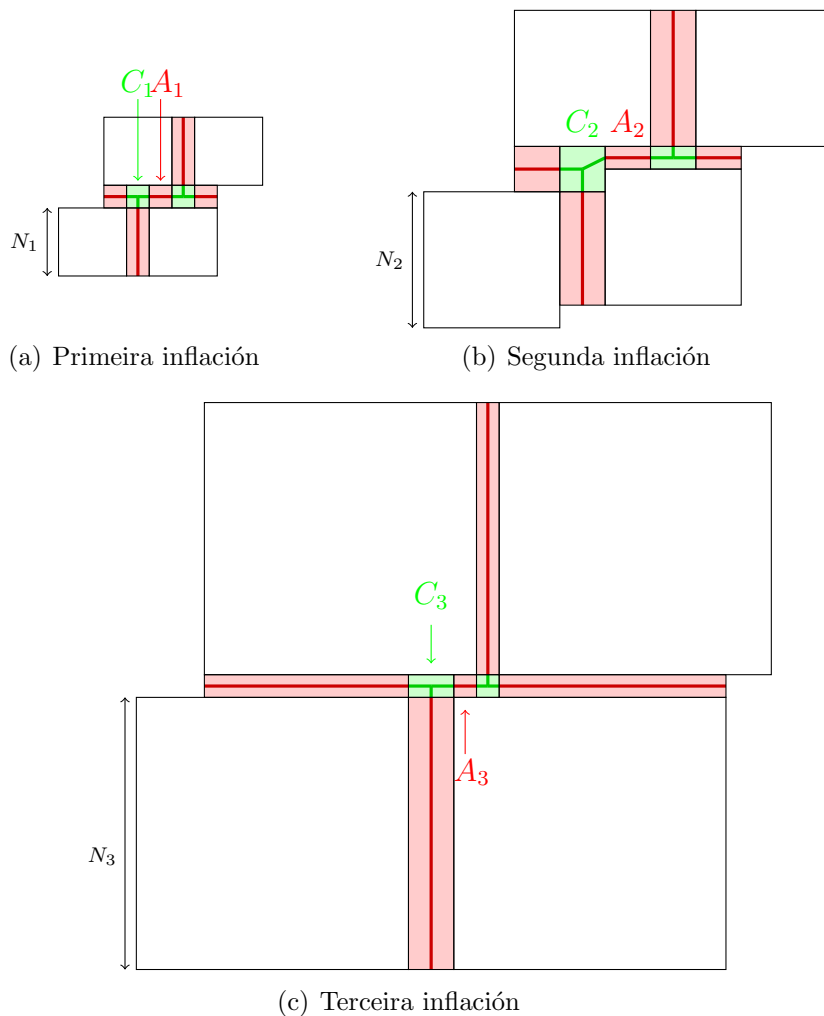 C₁ A₁
N₁
(a) Primeira inflación
C₂ A₂
N₂
(b) Segunda inflación
C₃
A₃
N₃
(c) Terceira inflación